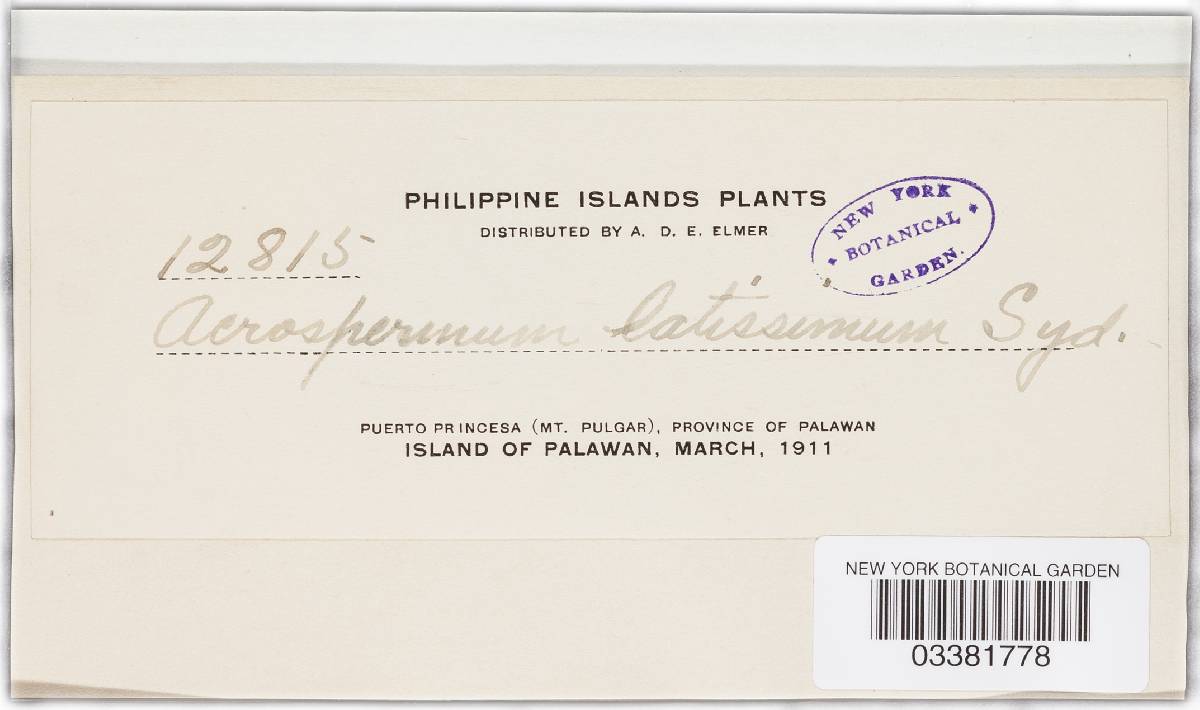 PHILIPPINE ISLANDS PLANTS
DISTRIBUTED BY A. D. E. ELMER
NEW YORK
BOTANICAL
GARDEN.
12815
Acrospermum latissimum Syd.
PUERTO PRINCESA (MT. PULGAR), PROVINCE OF PALAWAN
ISLAND OF PALAWAN, MARCH, 1911
NEW YORK BOTANICAL GARDEN
03381778